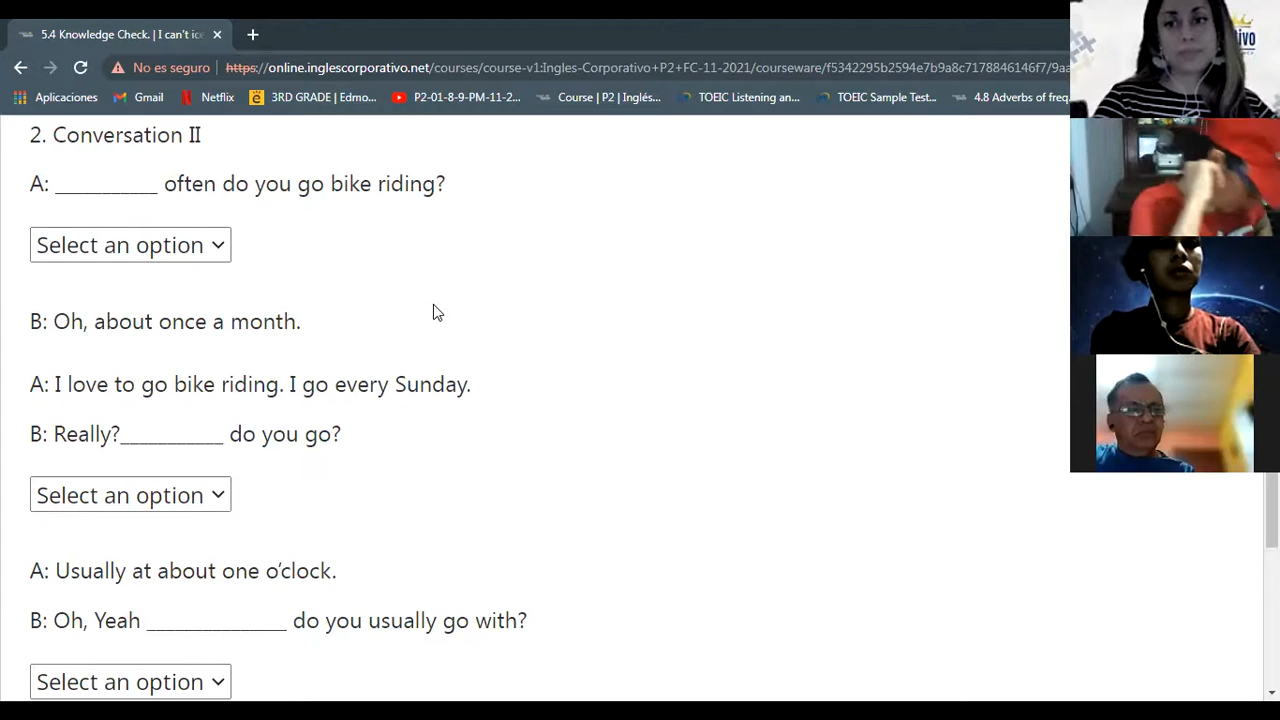 5.4 Knowledge Check. | I can't ice
No es seguro https://online.inglescorporativo.net/courses/course-v1:Ingles-Corporativo+P2+FC-11-2021/courseware/f5342295b2594e7b9a8c7178846146f7/9aa
Aplicaciones Gmail Netflix 3RD GRADE | Edmo... P2-01-8-9-PM-11-2... Course | P2 | Inglés... TOEIC Listening an... TOEIC Sample Test... 4.8 Adverbs of freq
2. Conversation II
A: ___________ often do you go bike riding?
Select an option
B: Oh, about once a month.
A: I love to go bike riding. I go every Sunday.
B: Really?___________ do you go?
Select an option
A: Usually at about one o’clock.
B: Oh, Yeah _______________ do you usually go with?
Select an option